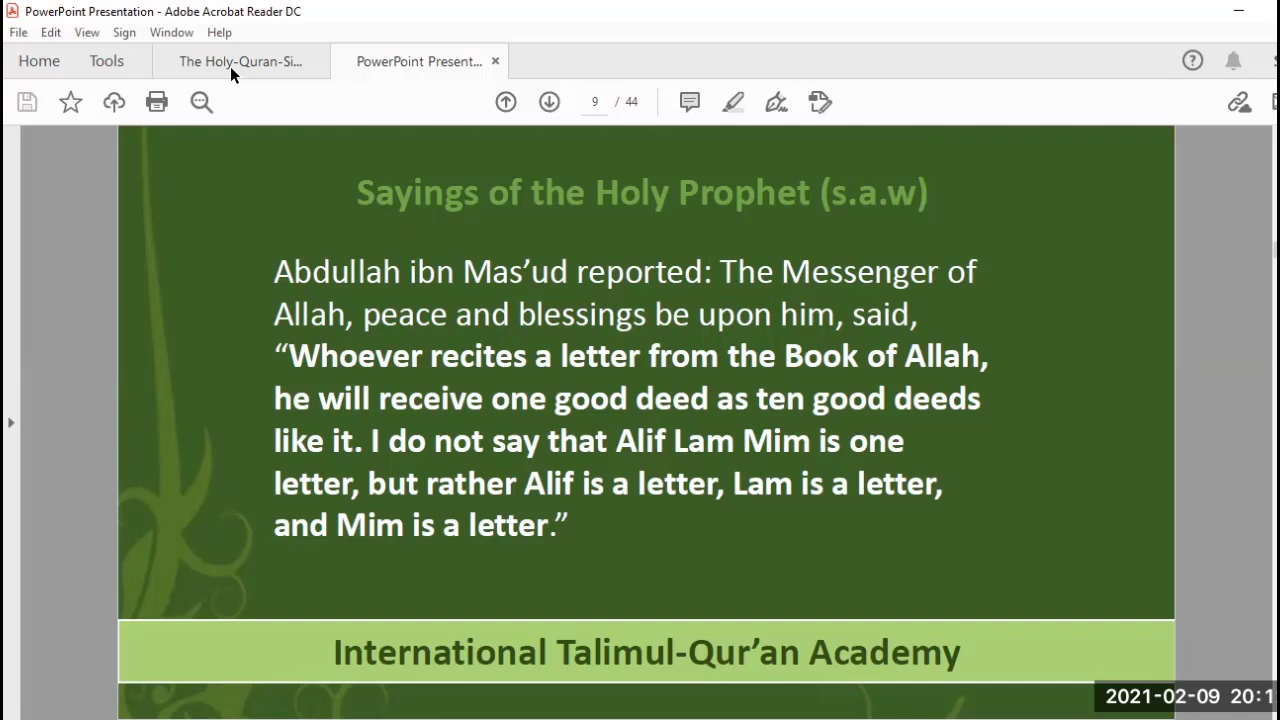 PowerPoint Presentation - Adobe Acrobat Reader DC
File Edit View Sign Window Help
Home Tools The Holy-Quran-Si... PowerPoint Present... ×
9 / 44
Sayings of the Holy Prophet (s.a.w)
Abdullah ibn Mas’ud reported: The Messenger of
Allah, peace and blessings be upon him, said,
“Whoever recites a letter from the Book of Allah,
he will receive one good deed as ten good deeds
like it. I do not say that Alif Lam Mim is one
letter, but rather Alif is a letter, Lam is a letter,
and Mim is a letter.”
International Talimul-Qur’an Academy
2021-02-09 20:1